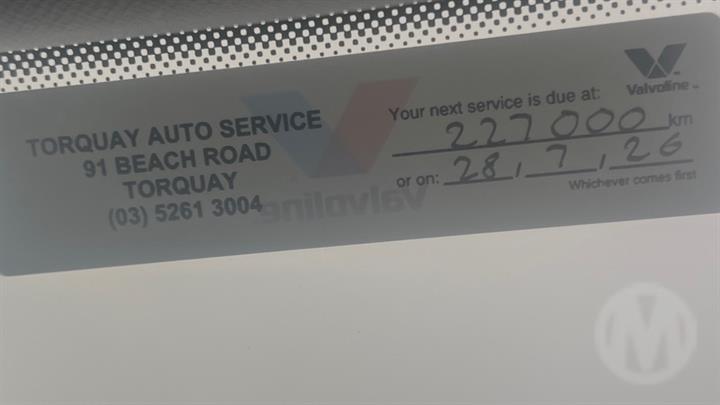 TORQUAY AUTO SERVICE
91 BEACH ROAD
TORQUAY
(03) 5261 3004
Valvoline
Your next service is due at:
227000 km
or on: 28, 7, 26
Whichever comes first
Valvoline™
M